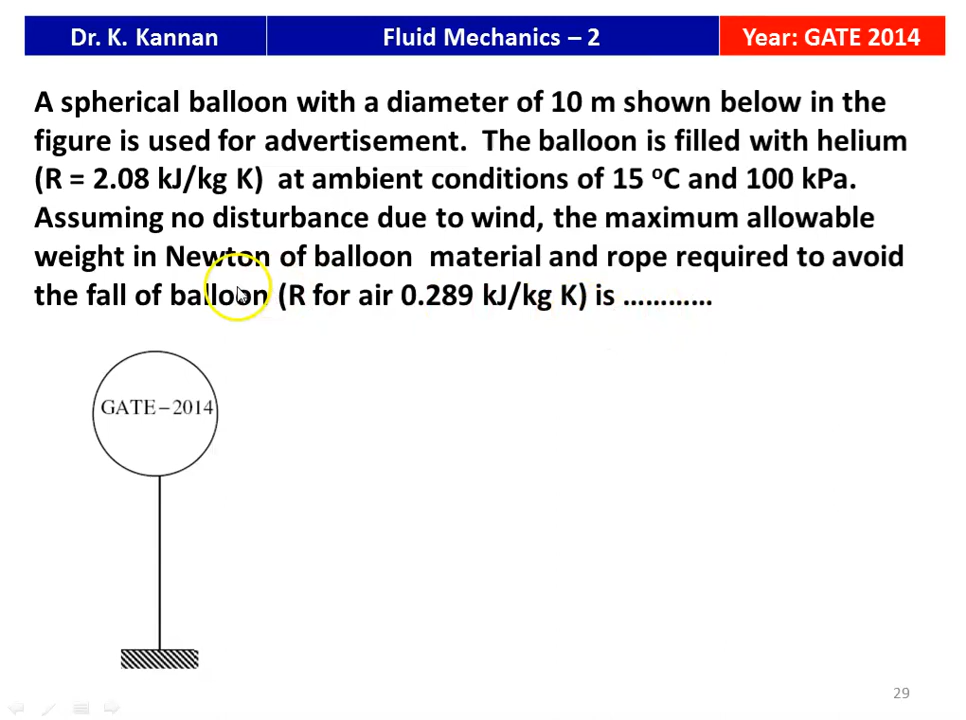 Dr. K. Kannan
Fluid Mechanics – 2
Year: GATE 2014
A spherical balloon with a diameter of 10 m shown below in the
figure is used for advertisement.  The balloon is filled with helium
(R = 2.08 kJ/kg K)  at ambient conditions of 15 ᵒC and 100 kPa.
Assuming no disturbance due to wind, the maximum allowable
weight in Newton of balloon  material and rope required to avoid
the fall of balloon (R for air 0.289 kJ/kg K) is …………
GATE–2014
29